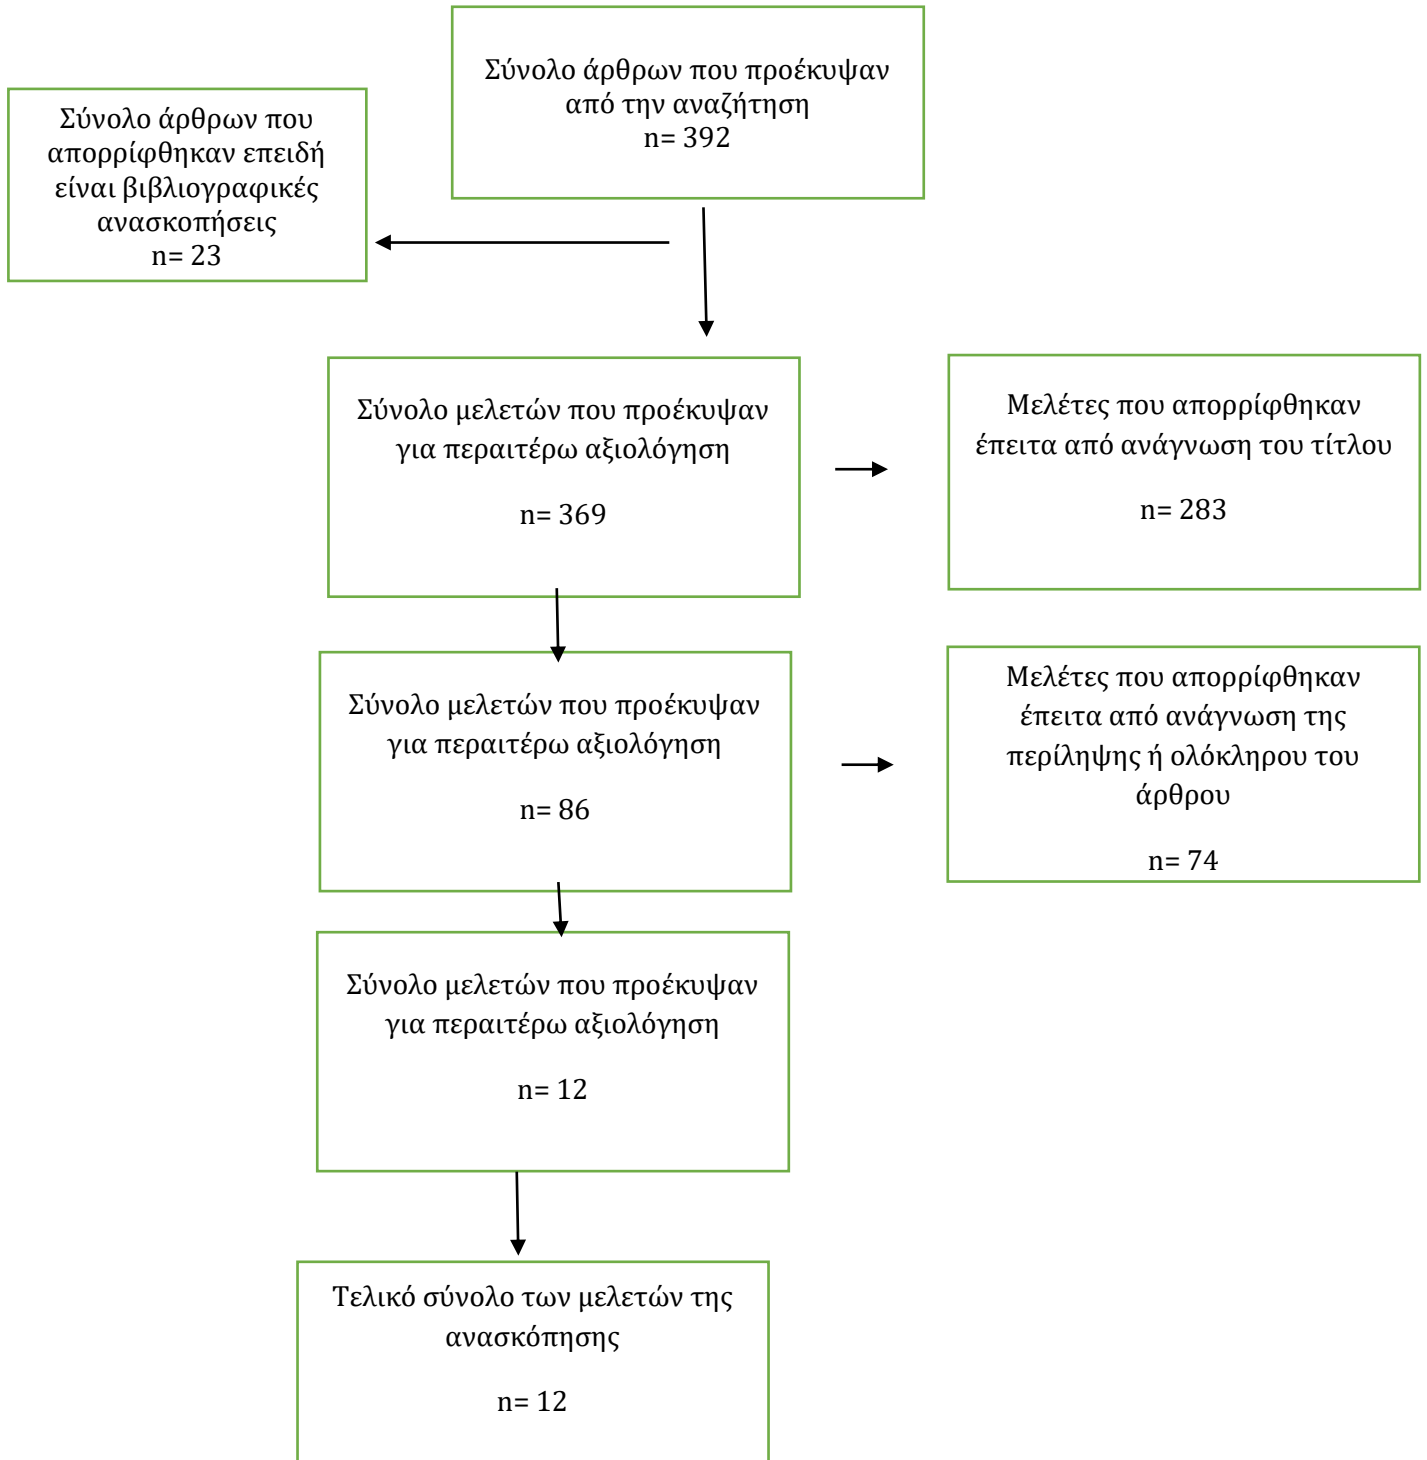 Σύνολο άρθρων που προέκυψαν
από την αναζήτηση
n= 392
Σύνολο άρθρων που
απορρίφθηκαν επειδή
είναι βιβλιογραφικές
ανασκοπήσεις
n= 23
Σύνολο μελετών που προέκυψαν
για περαιτέρω αξιολόγηση
n= 369
Μελέτες που απορρίφθηκαν
έπειτα από ανάγνωση του τίτλου
n= 283
Σύνολο μελετών που προέκυψαν
για περαιτέρω αξιολόγηση
n= 86
Μελέτες που απορρίφθηκαν
έπειτα από ανάγνωση της
περίληψης ή ολόκληρου του
άρθρου
n= 74
Σύνολο μελετών που προέκυψαν
για περαιτέρω αξιολόγηση
n= 12
Τελικό σύνολο των μελετών της
ανασκόπησης
n= 12